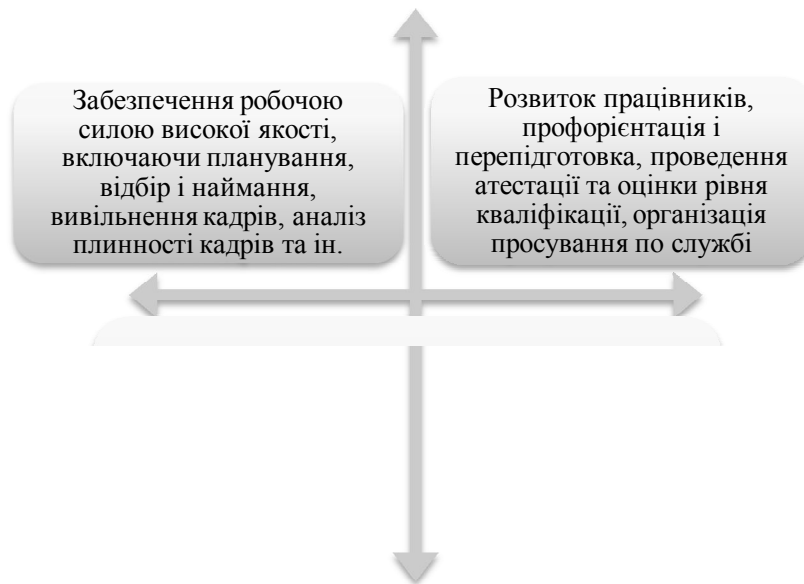 Забезпечення робочою
силою високої якості,
включаючи планування,
відбір і наймання,
вивільнення кадрів, аналіз
плинності кадрів та ін.
Розвиток працівників,
профорієнтація і
перепідготовка, проведення
атестації та оцінки рівня
кваліфікації, організація
просування по службі